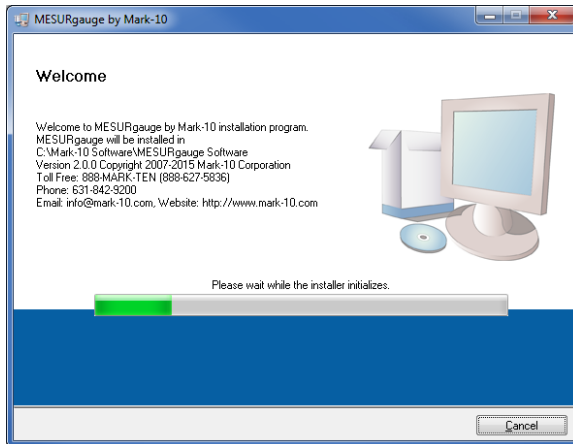 MESURgauge by Mark-10
Welcome
Welcome to MESURgauge by Mark-10 installation program.
MESURgauge will be installed in
C:\Mark-10 Software\MESURgauge Software
Version 2.0.0 Copyright 2007-2015 Mark-10 Corporation
Toll Free: 888-MARK-TEN (888-627-5836)
Phone: 631-842-9200
Email: info@mark-10.com, Website: http://www.mark-10.com
Please wait while the installer initializes.
Cancel